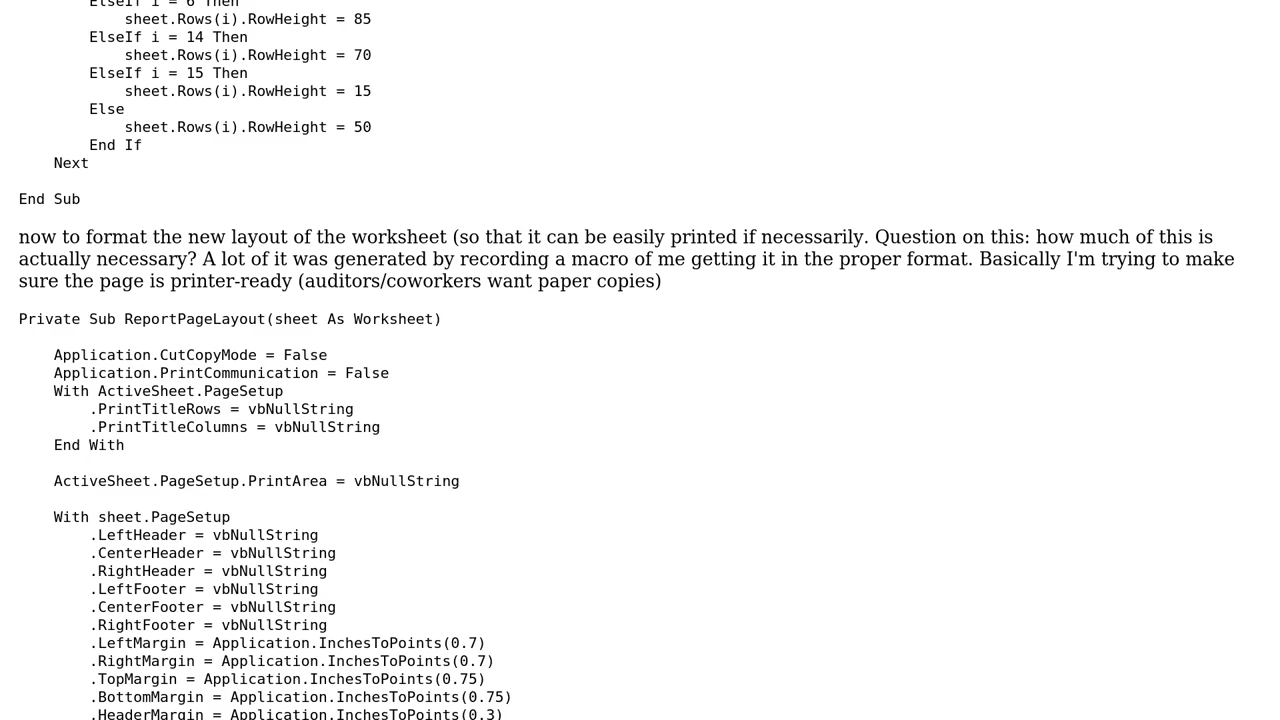 ElseIf i = 6 Then
sheet.Rows(i).RowHeight = 85
ElseIf i = 14 Then
sheet.Rows(i).RowHeight = 70
ElseIf i = 15 Then
sheet.Rows(i).RowHeight = 15
Else
sheet.Rows(i).RowHeight = 50
End If
Next
End Sub
now to format the new layout of the worksheet (so that it can be easily printed if necessarily. Question on this: how much of this is
actually necessary? A lot of it was generated by recording a macro of me getting it in the proper format. Basically I'm trying to make
sure the page is printer-ready (auditors/coworkers want paper copies)
Private Sub ReportPageLayout(sheet As Worksheet)
Application.CutCopyMode = False
Application.PrintCommunication = False
With ActiveSheet.PageSetup
.PrintTitleRows = vbNullString
.PrintTitleColumns = vbNullString
End With
ActiveSheet.PageSetup.PrintArea = vbNullString
With sheet.PageSetup
.LeftHeader = vbNullString
.CenterHeader = vbNullString
.RightHeader = vbNullString
.LeftFooter = vbNullString
.CenterFooter = vbNullString
.RightFooter = vbNullString
.LeftMargin = Application.InchesToPoints(0.7)
.RightMargin = Application.InchesToPoints(0.7)
.TopMargin = Application.InchesToPoints(0.75)
.BottomMargin = Application.InchesToPoints(0.75)
.HeaderMargin = Application.InchesToPoints(0.3)